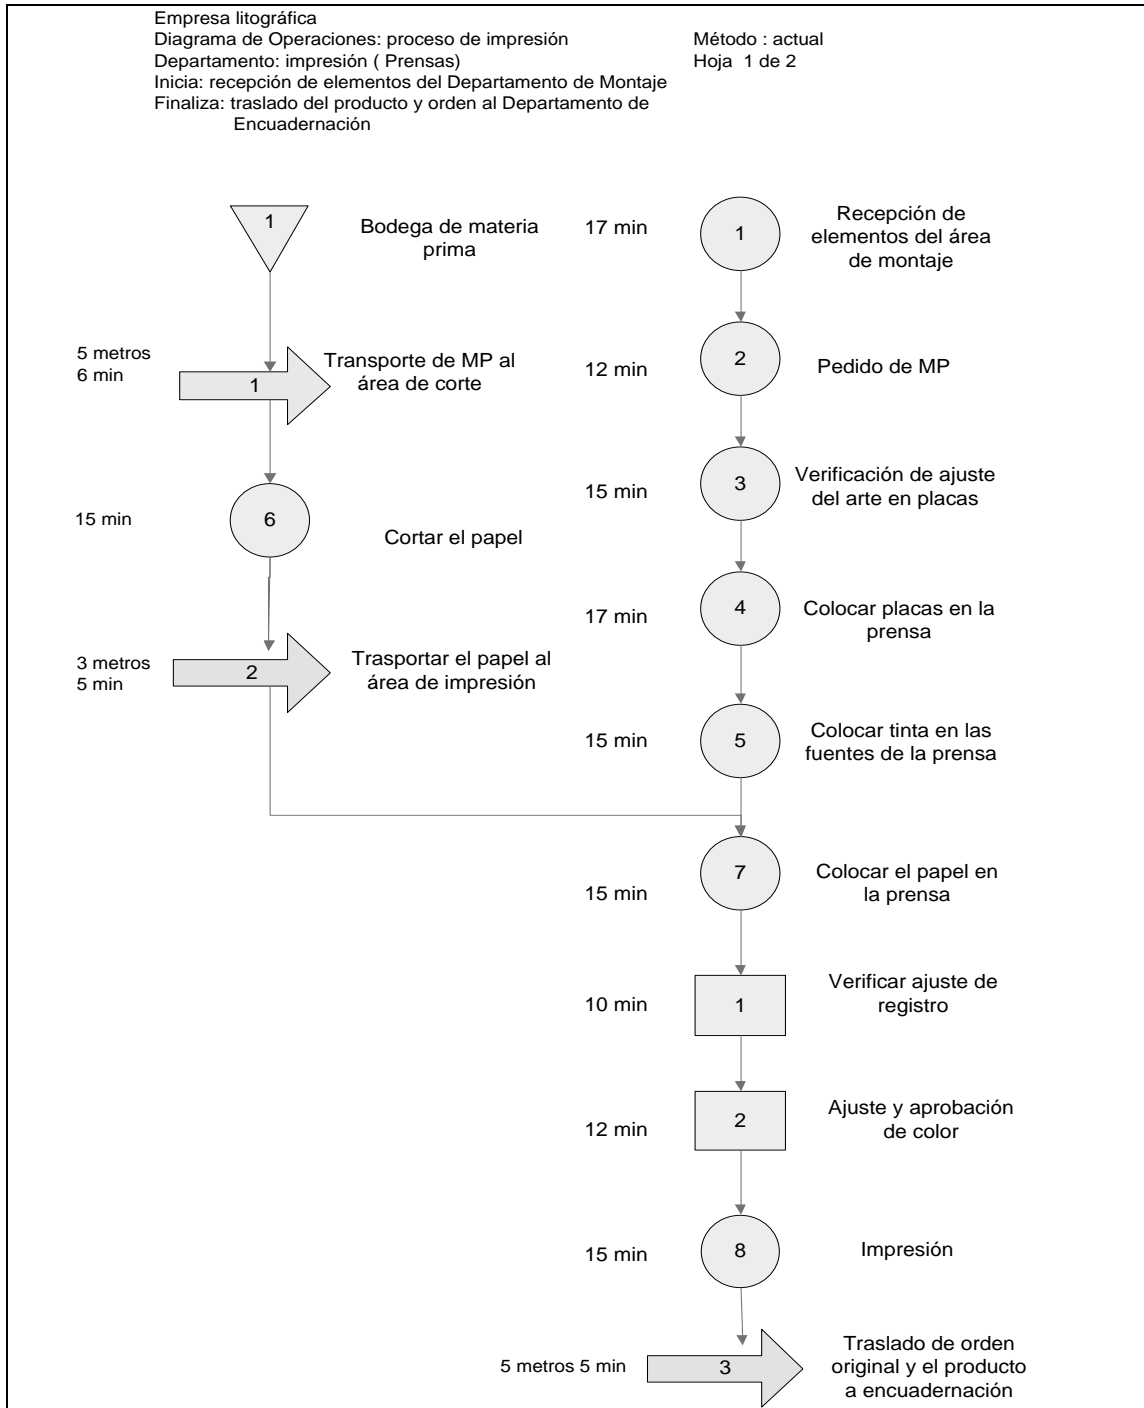 Empresa litográfica
Diagrama de Operaciones: proceso de impresión
Método : actual
Departamento: impresión ( Prensas)
Hoja 1 de 2
Inicia: recepción de elementos del Departamento de Montaje
Finaliza: traslado del producto y orden al Departamento de
Encuadernación
1
Bodega de materia
prima
5 metros
6 min
1
Transporte de MP al
área de corte
15 min
6
Cortar el papel
3 metros
5 min
2
Trasportar el papel al
área de impresión
17 min
1
Recepción de
elementos del área
de montaje
12 min
2
Pedido de MP
15 min
3
Verificación de ajuste
del arte en placas
17 min
4
Colocar placas en la
prensa
15 min
5
Colocar tinta en las
fuentes de la prensa
15 min
7
Colocar el papel en
la prensa
10 min
1
Verificar ajuste de
registro
12 min
2
Ajuste y aprobación
de color
15 min
8
Impresión
5 metros 5 min
3
Traslado de orden
original y el producto
a encuadernación